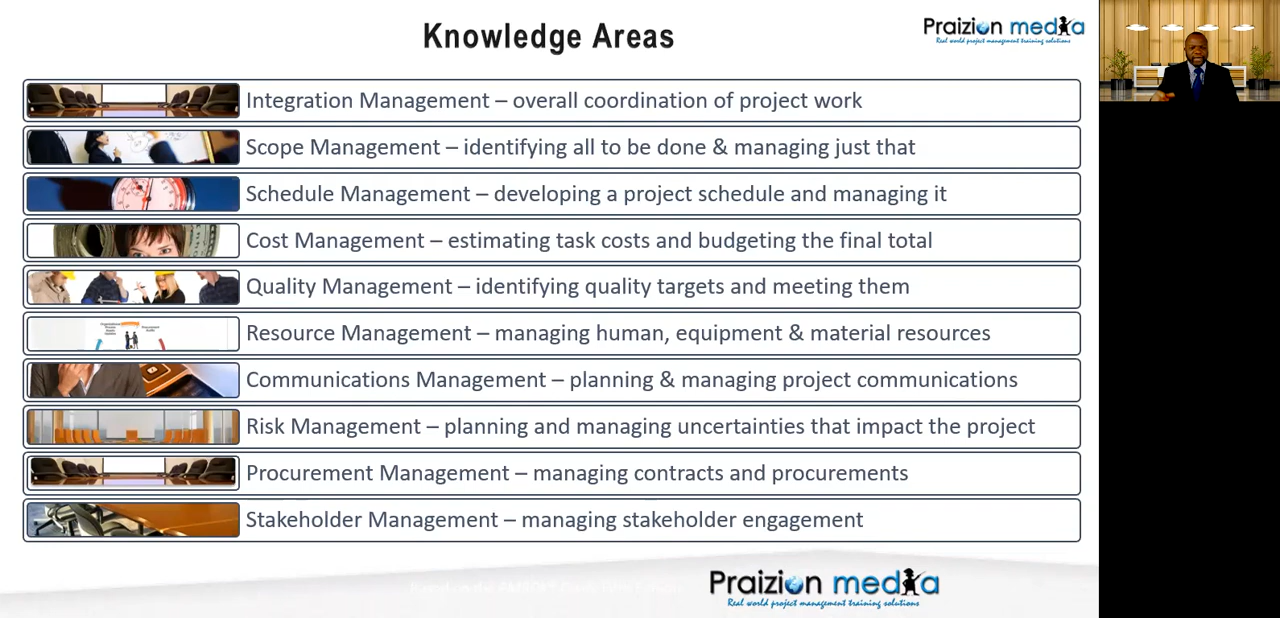 Knowledge Areas
Praizion media
Real world project management training solutions
Integration Management – overall coordination of project work
Scope Management – identifying all to be done & managing just that
Schedule Management – developing a project schedule and managing it
Cost Management – estimating task costs and budgeting the final total
Quality Management – identifying quality targets and meeting them
Resource Management – managing human, equipment & material resources
Communications Management – planning & managing project communications
Risk Management – planning and managing uncertainties that impact the project
Procurement Management – managing contracts and procurements
Stakeholder Management – managing stakeholder engagement
Praizion media
Real world project management training solutions